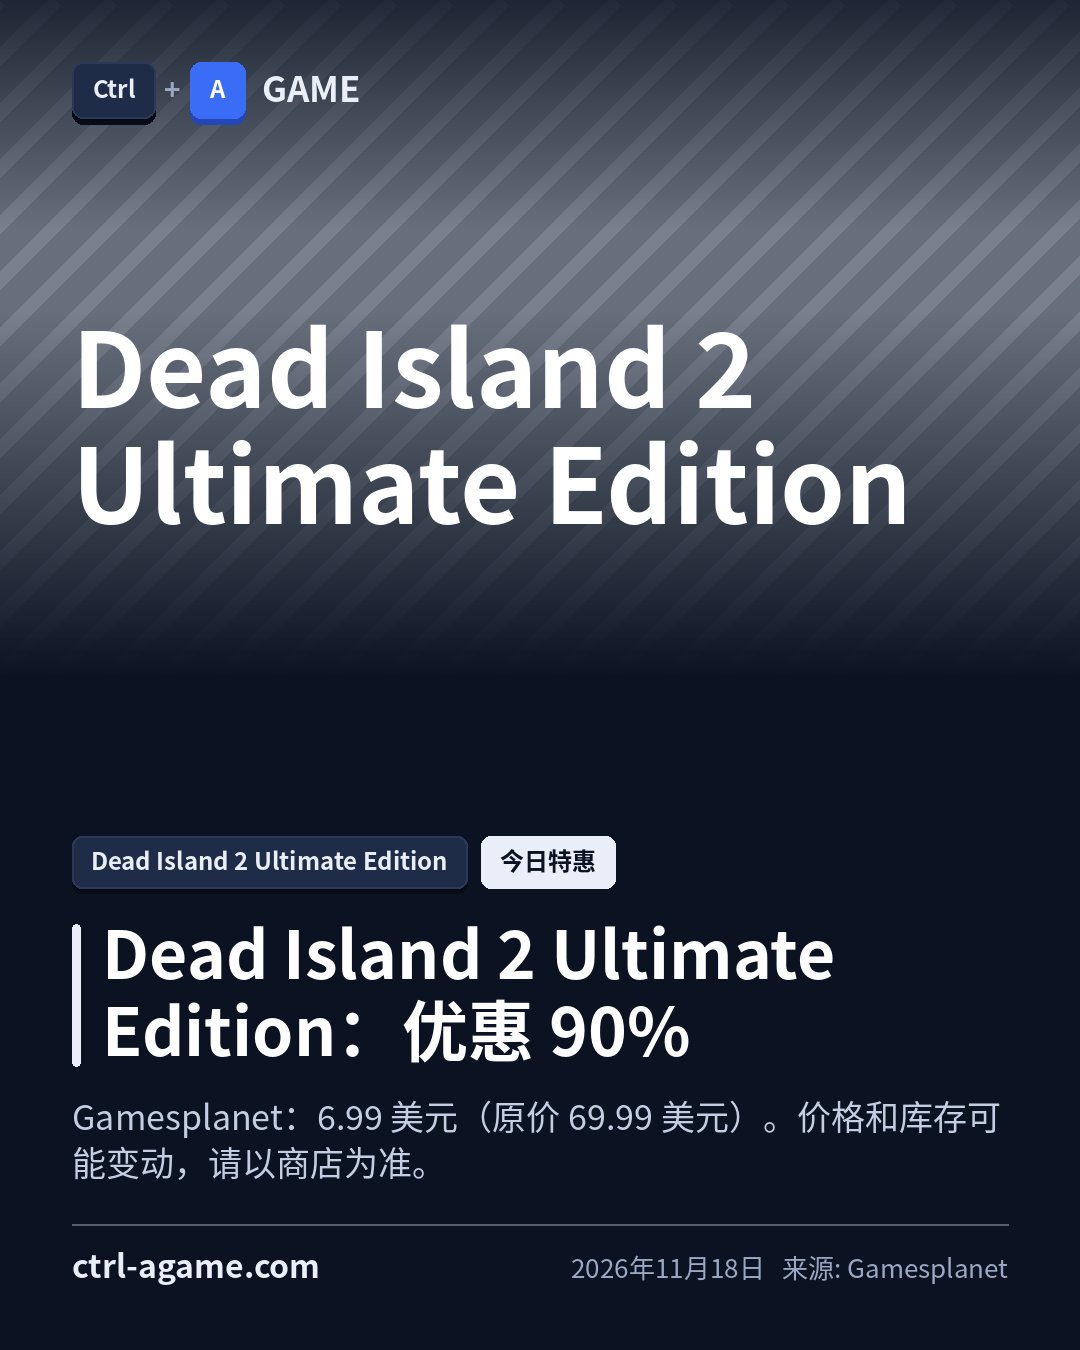 Ctrl + A GAME
Dead Island 2
Ultimate Edition
Dead Island 2 Ultimate Edition 今日特惠
Dead Island 2 Ultimate
Edition：优惠 90%
Gamesplanet：6.99 美元（原价 69.99 美元）。价格和库存可
能变动，请以商店为准。
ctrl-agame.com 2026年11月18日 来源: Gamesplanet